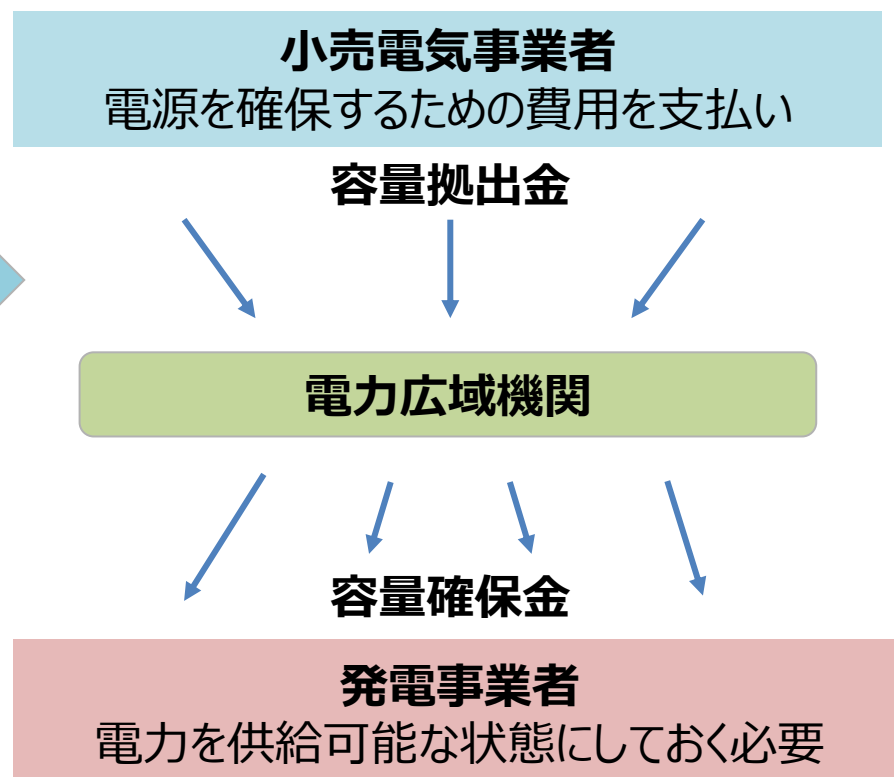 小売電気事業者
電源を確保するための費用を支払い
容量拠出金
電力広域機関
容量確保金
発電事業者
電力を供給可能な状態にしておく必要